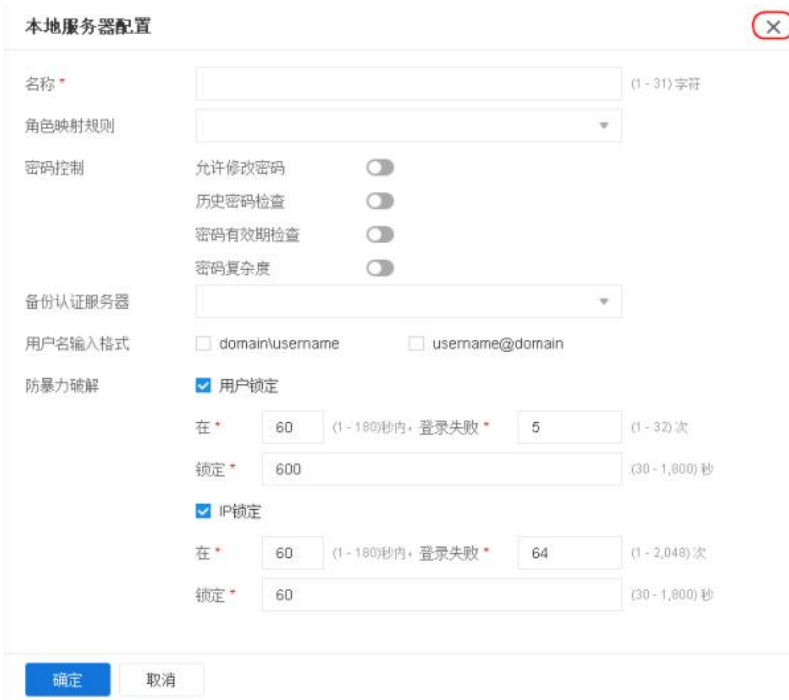 本地服务器配置
名称 * (1 - 31) 字符
角色映射规则
密码控制 允许修改密码
历史密码检查
密码有效期检查
密码复杂度
备份认证服务器
用户名输入格式 domain\username username@domain
防暴力破解 用户锁定
在 * 60 (1 - 180)秒内，登录失败 * 5 (1 - 32) 次
锁定 * 600 (30 - 1,800) 秒
IP锁定
在 * 60 (1 - 180)秒内，登录失败 * 64 (1 - 2,048) 次
锁定 * 60 (30 - 1,800) 秒
确定 取消